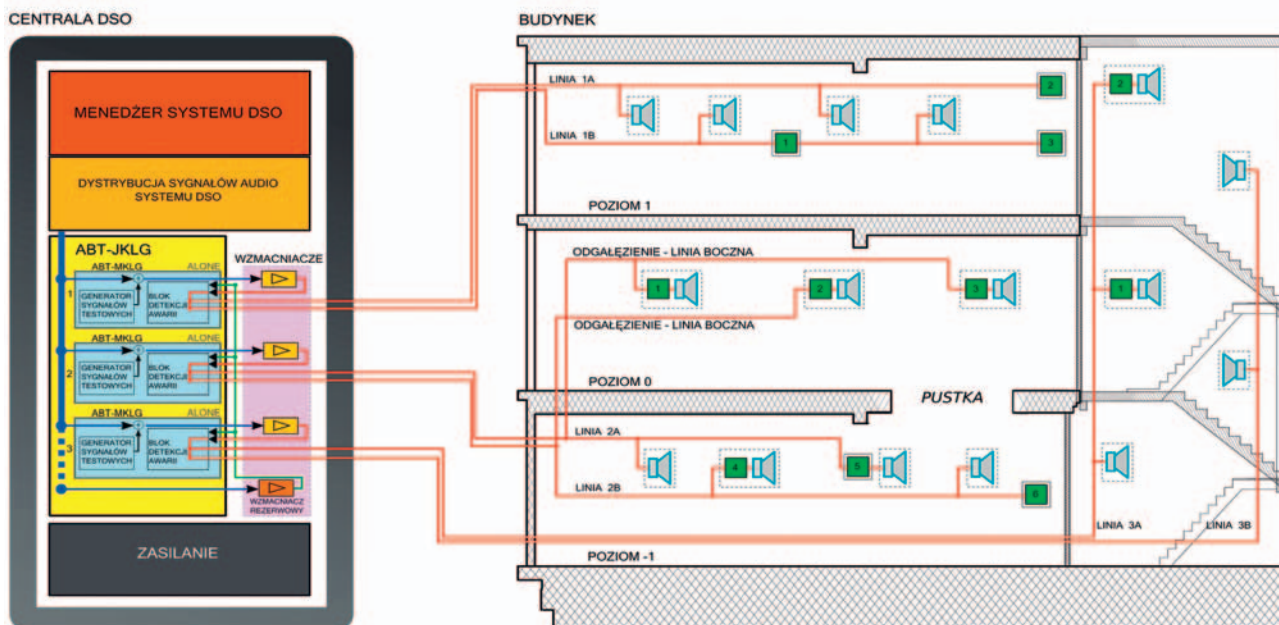 CENTRALA DSO
MENEDŻER SYSTEMU DSO
DYSTRYBUCJA SYGNAŁÓW AUDIO
SYSTEMU DSO
ABT-JKLG
WZMACNIACZE
ABT-MKLG
ALONE
1
GENERATOR
SYGNAŁÓW
TESTOWYCH
BLOK
DETEKCJI
AWARII
ABT-MKLG
ALONE
2
GENERATOR
SYGNAŁÓW
TESTOWYCH
BLOK
DETEKCJI
AWARII
ABT-MKLG
ALONE
3
GENERATOR
SYGNAŁÓW
TESTOWYCH
BLOK
DETEKCJI
AWARII
WZMACNIACZ
REZERWOWY
ZASILANIE
BUDYNEK
LINIA 1A
2
LINIA 1B
1
3
POZIOM 1
2
ODGAŁĘZIENIE - LINIA BOCZNA
1
2
3
ODGAŁĘZIENIE - LINIA BOCZNA
POZIOM 0
1
PUSTKA
LINIA 2A
4
5
LINIA 2B
6
POZIOM -1
LINIA 3A
LINIA 3B